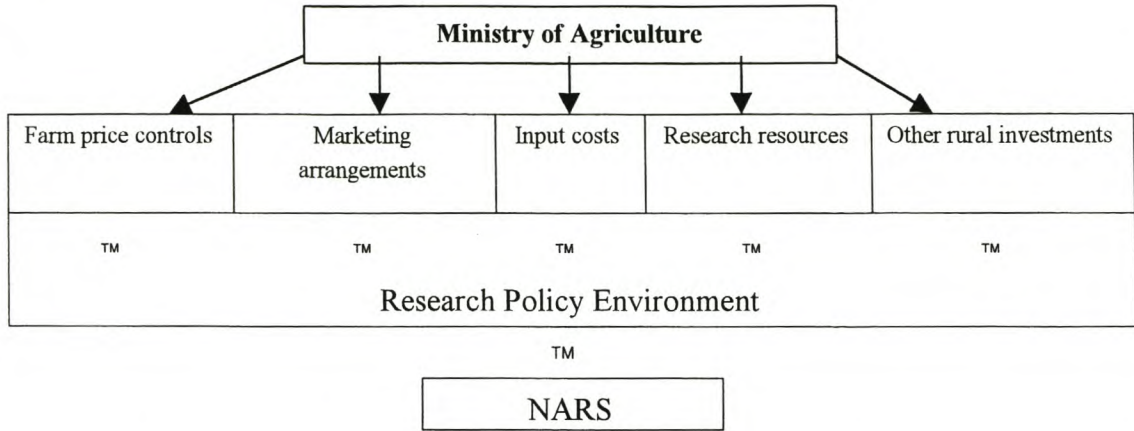 Ministry of Agriculture
Farm price controls
Marketing
arrangements
Input costs
Research resources
Other rural investments
TM TM TM TM TM
Research Policy Environment
TM
NARS